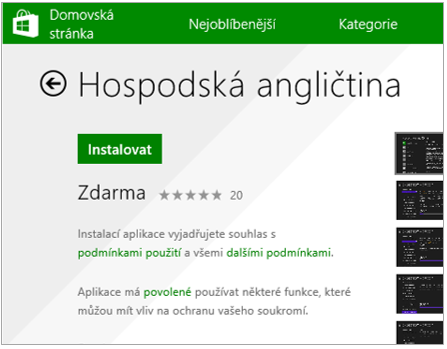 Domovská
stránka
Nejoblíbenější
Kategorie
Hospodská angličtina
Instalovat
Zdarma 20
Instalací aplikace vyjadřujete souhlas s
podmínkami použití a všemi dalšími podmínkami.
Aplikace má povolené používat některé funkce, které
můžou mít vliv na ochranu vašeho soukromí.